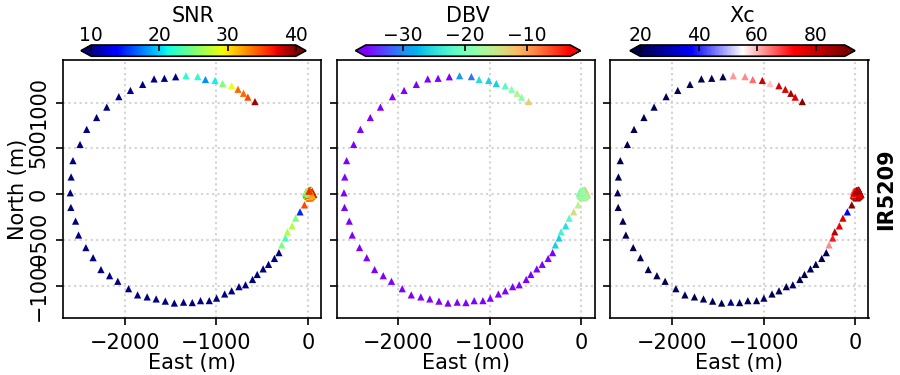 SNR DBV Xc
10 20 30 40 −30 −20 −10 20 40 60 80
North (m)
1000
500
0
−500
−1000
IR5209
−2000 −1000 0 −2000 −1000 0 −2000 −1000 0
East (m) East (m) East (m)